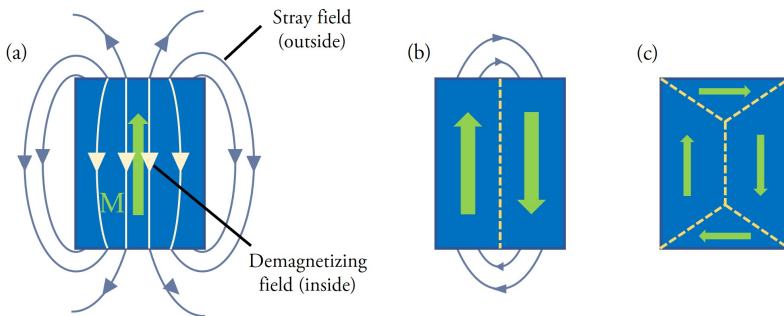 (a)
Stray field
(outside)
M
Demagnetizing
field (inside)
(b)
(c)